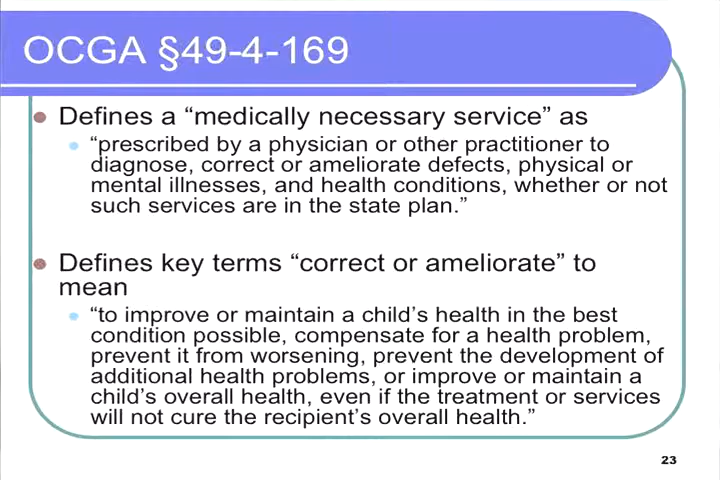 OCGA §49-4-169
Defines a “medically necessary service” as
“prescribed by a physician or other practitioner to
diagnose, correct or ameliorate defects, physical or
mental illnesses, and health conditions, whether or not
such services are in the state plan.”
Defines key terms “correct or ameliorate” to
mean
“to improve or maintain a child’s health in the best
condition possible, compensate for a health problem,
prevent it from worsening, prevent the development of
additional health problems, or improve or maintain a
child’s overall health, even if the treatment or services
will not cure the recipient’s overall health.”
23